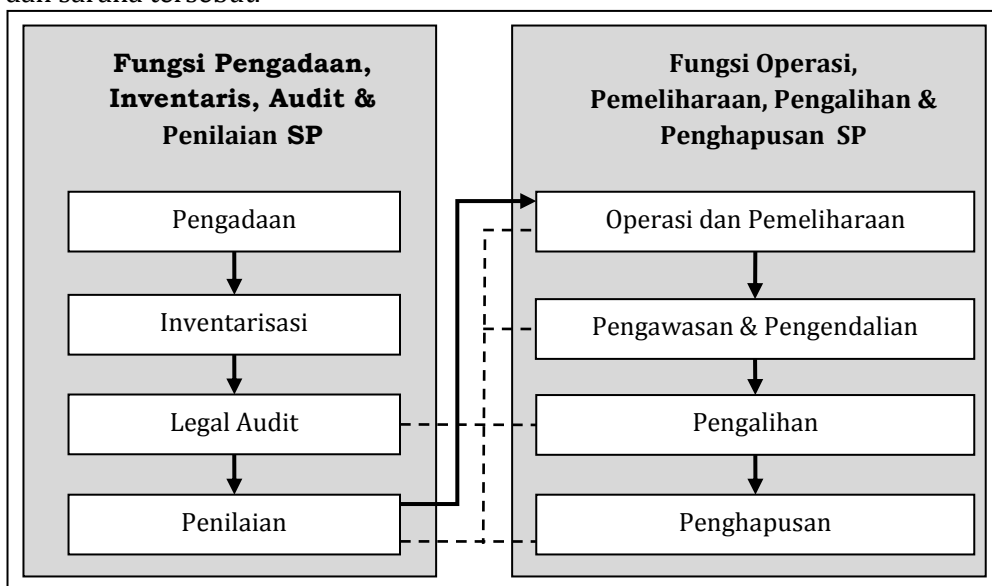 dan sarana tersebut.
Fungsi Pengadaan,
Inventaris, Audit &
Penilaian SP
Pengadaan
Inventarisasi
Legal Audit
Penilaian
Fungsi Operasi,
Pemeliharaan, Pengalihan &
Penghapusan SP
Operasi dan Pemeliharaan
Pengawasan & Pengendalian
Pengalihan
Penghapusan